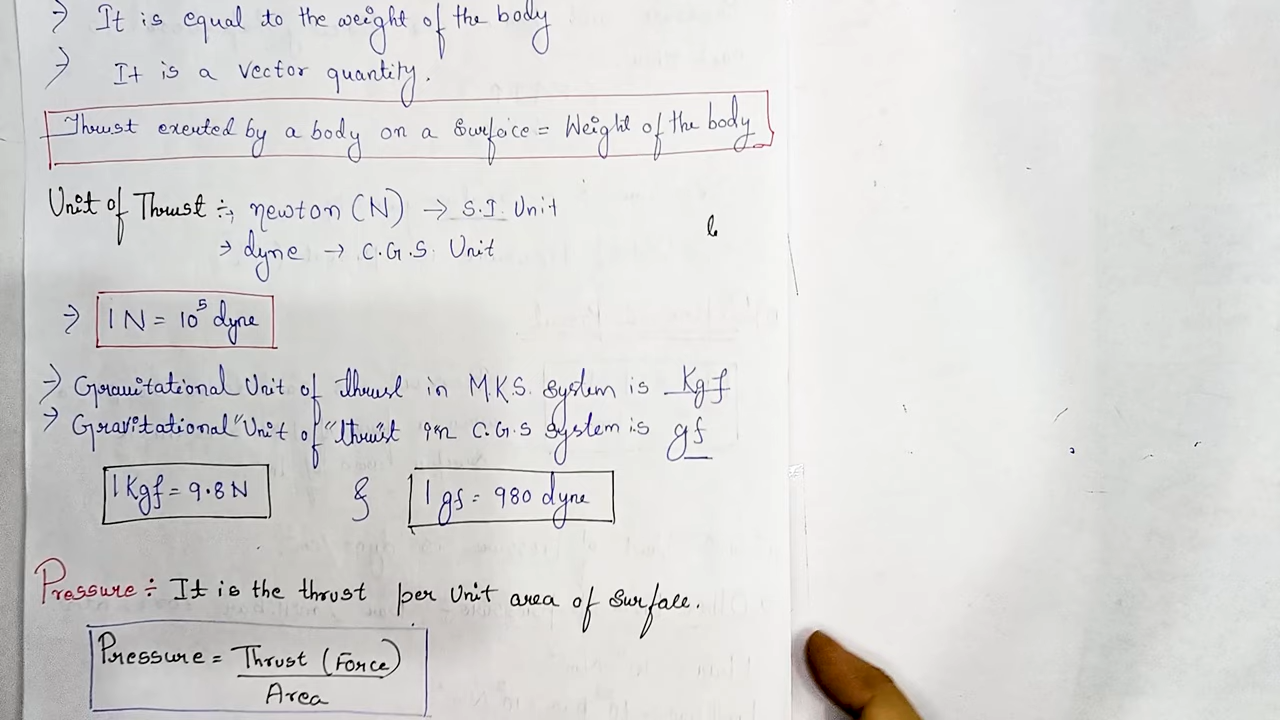 → It is equal to the weight of the body
→ It is a vector quantity.
Thrust exerted by a body on a Surface = Weight of the body
Unit of Thrust ÷→ newton (N) → S.I. Unit
→ dyne → C.G.S. Unit
→ 1 N = 10⁵ dyne
→ Gravitational Unit of thrust in M.K.S. System is Kgf
→ Gravitational "Unit of "thrust in C.G.S System is gf
1 Kgf = 9.8 N & 1 gf = 980 dyne
Pressure ÷ It is the thrust per Unit area of Surface.
Pressure = Thrust (Force)
Area